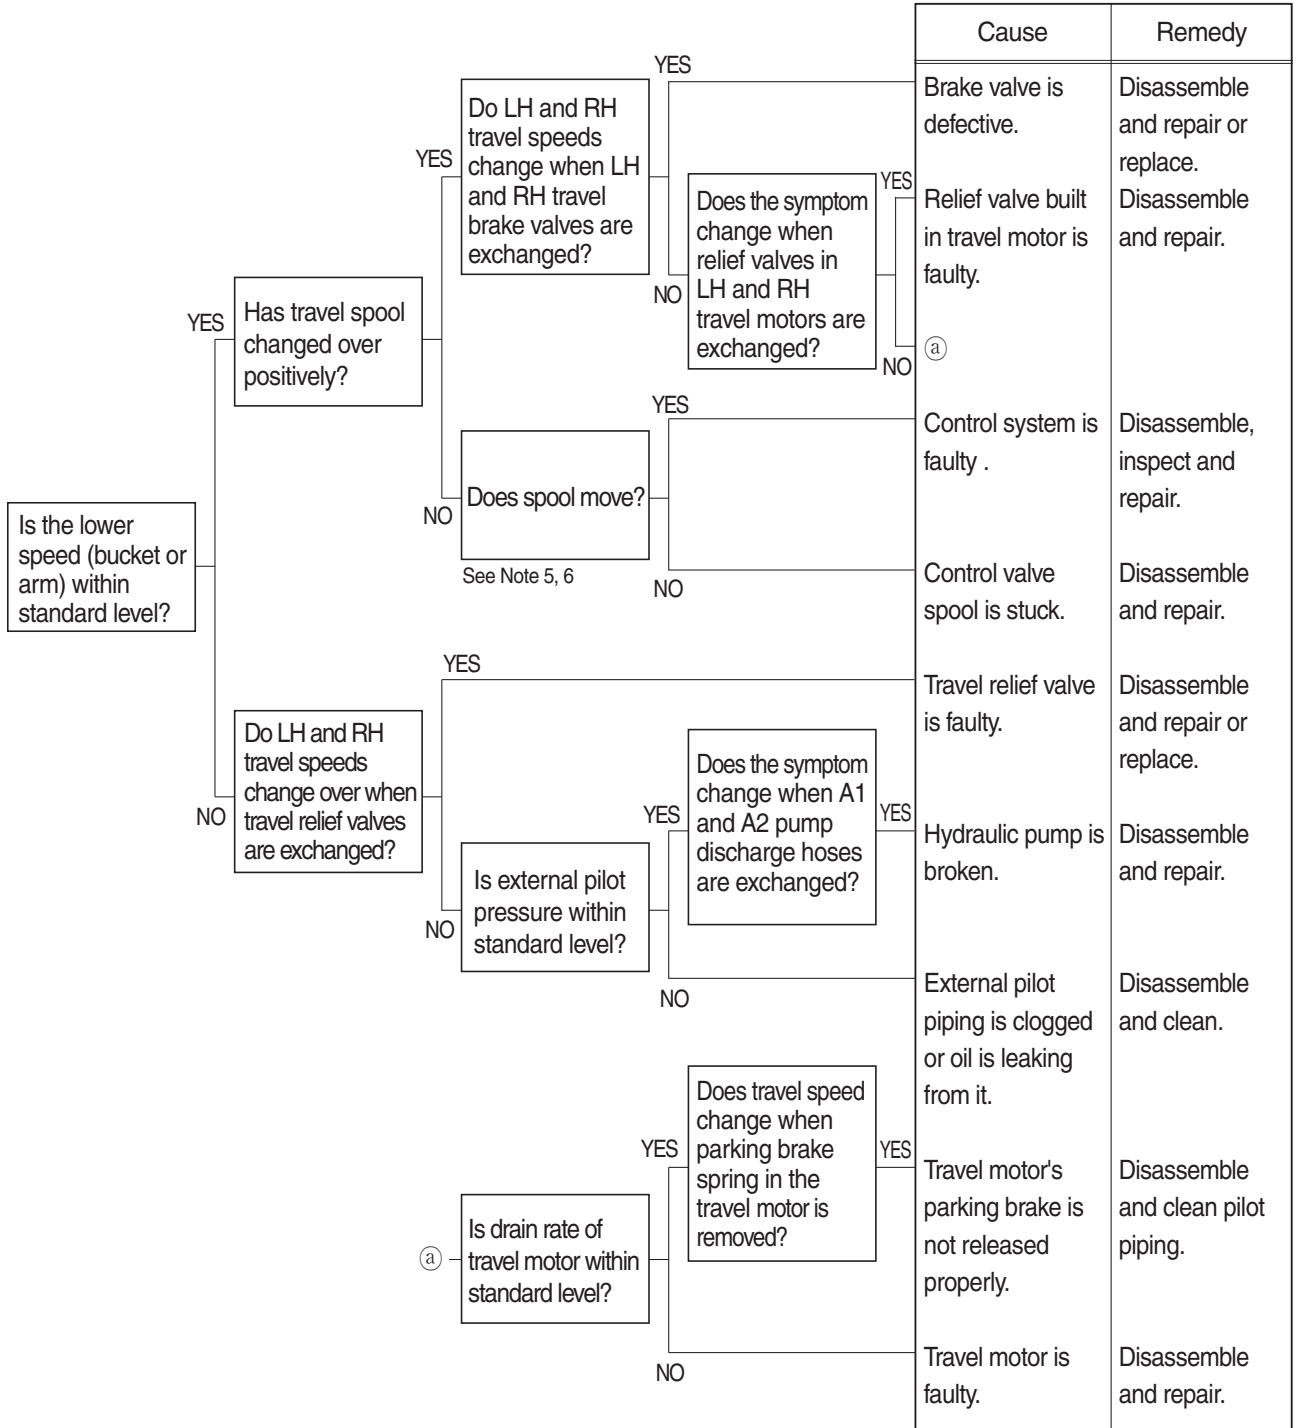 Cause
Remedy
YES
Brake valve is
defective.
Disassemble
and repair or
replace.
Do LH and RH
travel speeds
change when LH
and RH travel
brake valves are
exchanged?
YES
NO
Does the symptom
change when
relief valves in
LH and RH
travel motors are
exchanged?
YES
Relief valve built
in travel motor is
faulty.
Disassemble
and repair.
NO
ⓐ
YES
Has travel spool
changed over
positively?
NO
Does spool move?
See Note 5, 6
YES
Control system is
faulty .
Disassemble,
inspect and
repair.
NO
Control valve
spool is stuck.
Disassemble
and repair.
Is the lower
speed (bucket or
arm) within
standard level?
NO
Do LH and RH
travel speeds
change over when
travel relief valves
are exchanged?
YES
Travel relief valve
is faulty.
Disassemble
and repair or
replace.
NO
Is external pilot
pressure within
standard level?
YES
Does the symptom
change when A1
and A2 pump
discharge hoses
are exchanged?
YES
Hydraulic pump is
broken.
Disassemble
and repair.
NO
External pilot
piping is clogged
or oil is leaking
from it.
Disassemble
and clean.
ⓐ
Is drain rate of
travel motor within
standard level?
YES
Does travel speed
change when
parking brake
spring in the
travel motor is
removed?
YES
Travel motor's
parking brake is
not released
properly.
Disassemble
and clean pilot
piping.
NO
Travel motor is
faulty.
Disassemble
and repair.